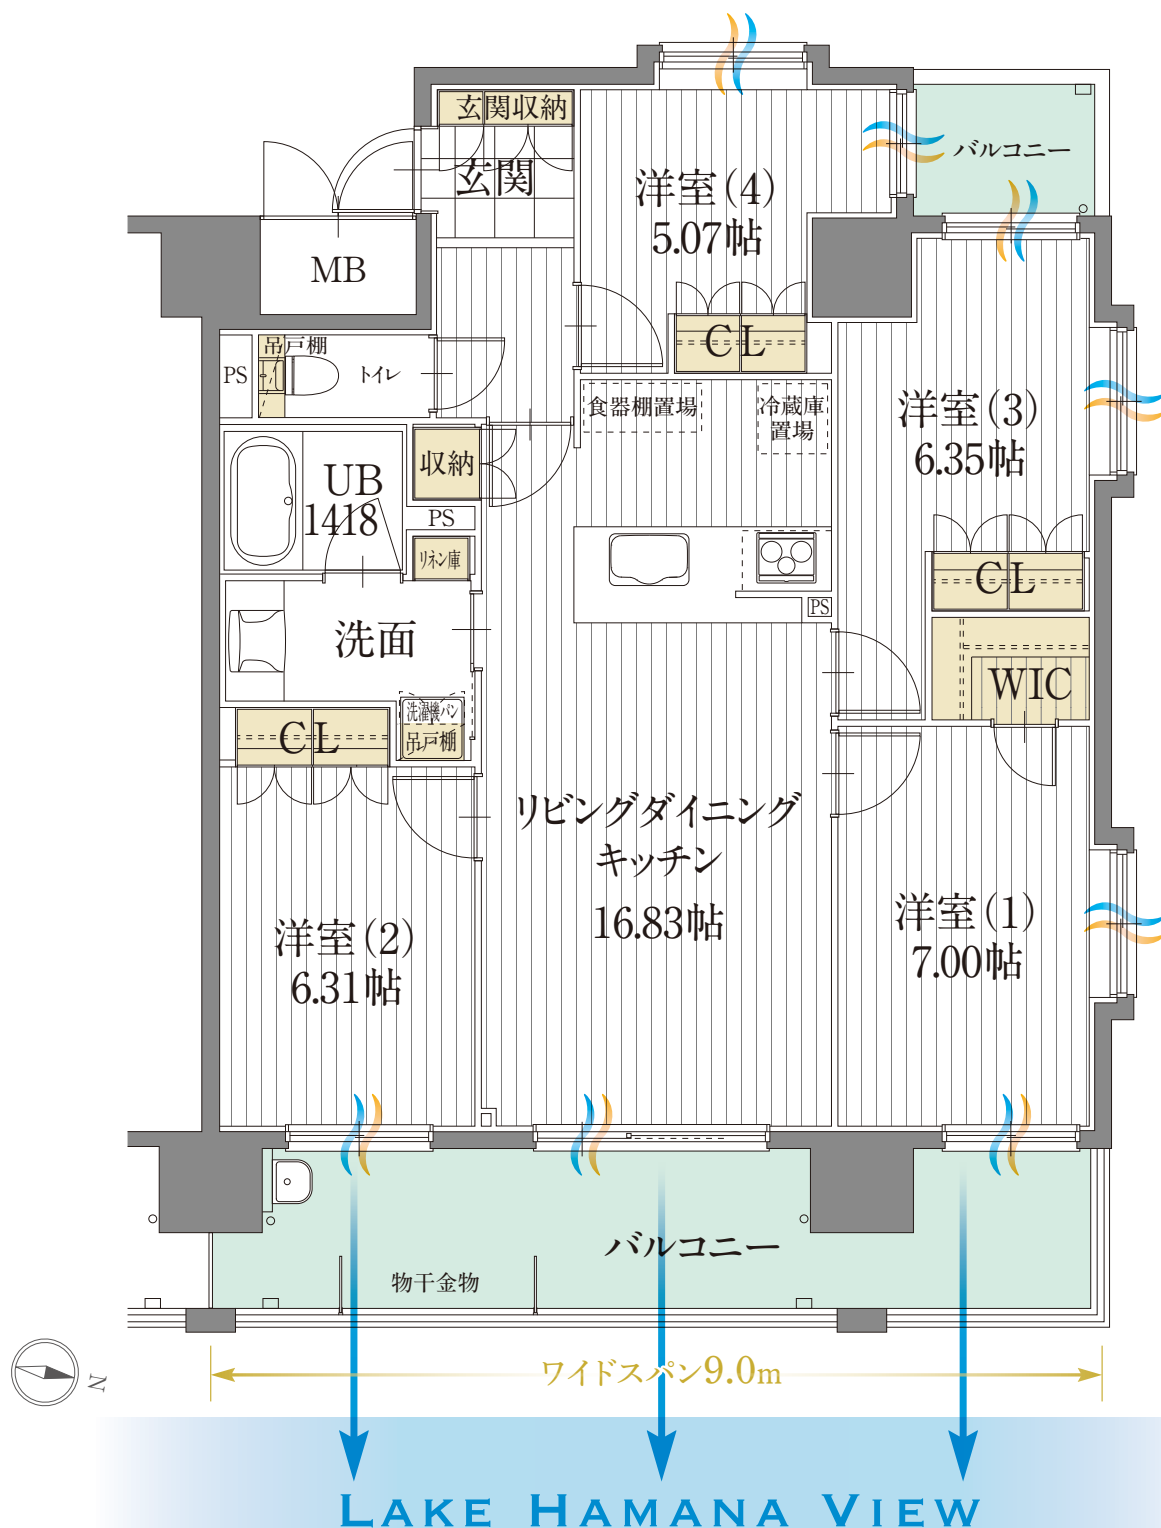 玄関収納
玄関
洋室(4)
5.07帖
バルコニー
MB
吊戸棚
PS
トイレ
CL
食器棚置場
冷蔵庫
置場
洋室(3)
6.35帖
収納
UB
1418
PS
リネン庫
CL
PS
洗面
WIC
洗濯機パン
吊戸棚
CL
リビングダイニング
キッチン
16.83帖
洋室(1)
7.00帖
洋室(2)
6.31帖
バルコニー
物干金物
N
ワイドスパン9.0m
LAKE HAMANA VIEW